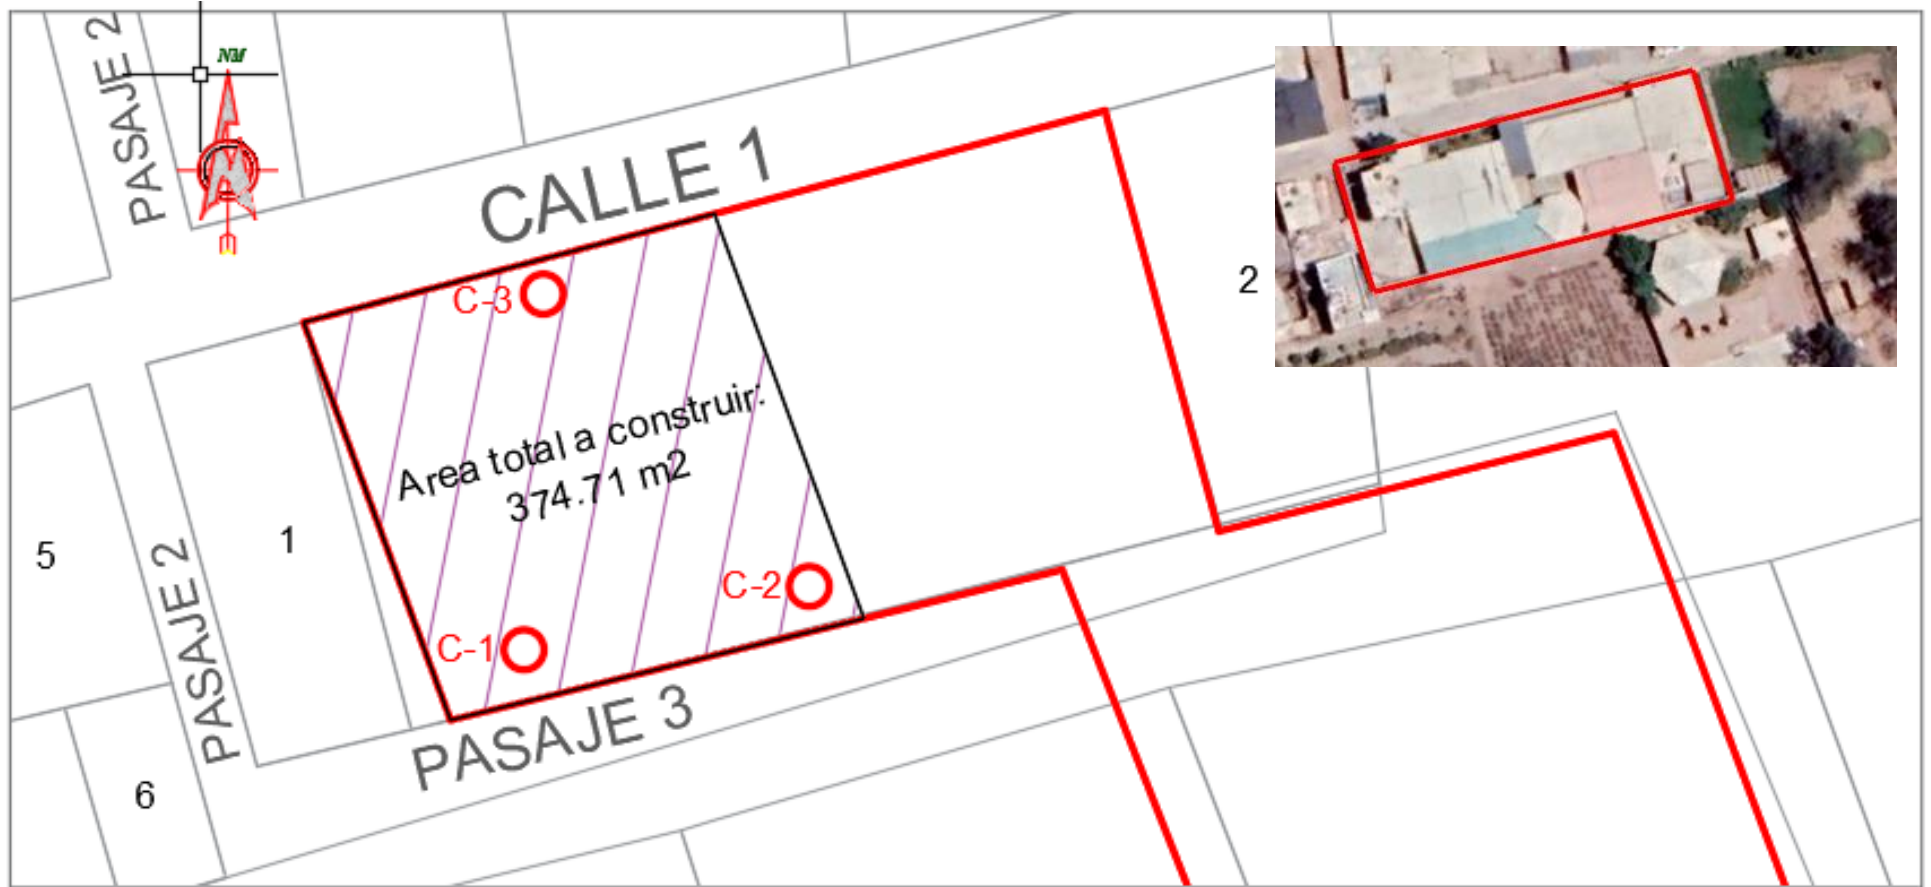 PASAJE 2
NM
CALLE 1
C-3
2
Area total a construir:
374.71 m2
1
5
C-2
C-1
PASAJE 2
PASAJE 3
6